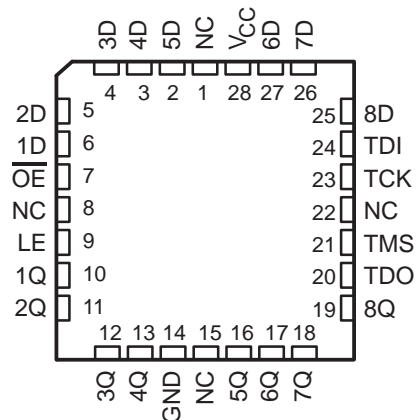 3D 4D 5D NC VCC 6D 7D
4 3 2 1 28 27 26
2D 5 25 8D
1D 6 24 TDI
OE 7 23 TCK
NC 8 22 NC
LE 9 21 TMS
1Q 10 20 TDO
2Q 11 19 8Q
12 13 14 15 16 17 18
3Q 4Q GND NC 5Q 6Q 7Q